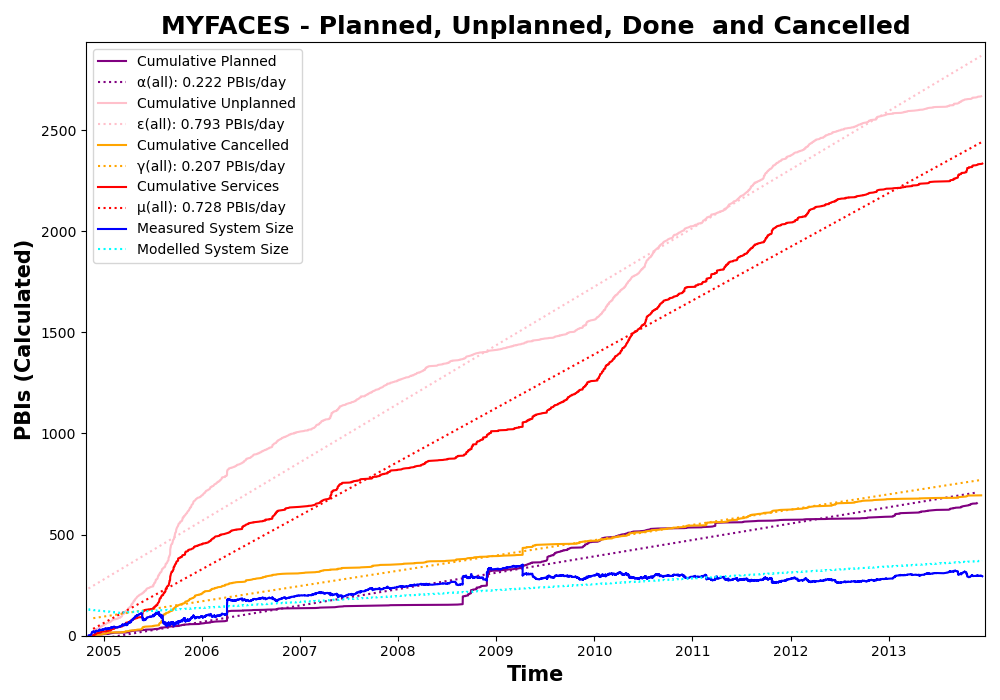 MYFACES - Planned, Unplanned, Done  and Cancelled
Cumulative Planned
α(all): 0.222 PBIs/day
Cumulative Unplanned
ε(all): 0.793 PBIs/day
Cumulative Cancelled
γ(all): 0.207 PBIs/day
Cumulative Services
μ(all): 0.728 PBIs/day
Measured System Size
Modelled System Size
PBIs (Calculated)
2500
2000
1500
1000
500
0
2005 2006 2007 2008 2009 2010 2011 2012 2013
Time